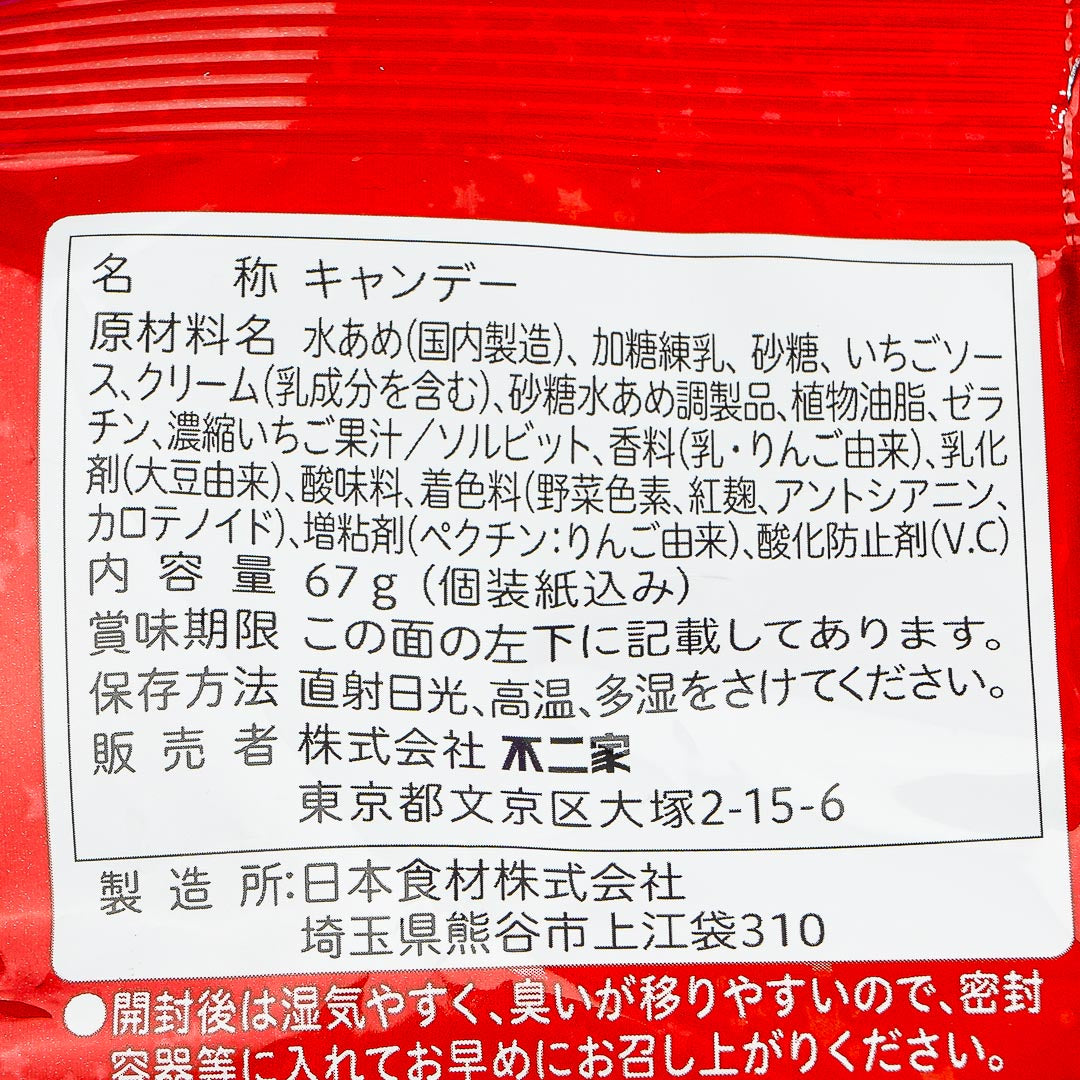 名称 キャンデー
原材料名 水あめ(国内製造)、加糖練乳、砂糖、いちごソー
ス、クリーム(乳成分を含む)、砂糖水あめ調製品、植物油脂、ゼラ
チン、濃縮いちご果汁/ソルビット、香料(乳・りんご由来)、乳化
剤(大豆由来)、酸味料、着色料(野菜色素、紅麹、アントシアニン、
カロテノイド)、増粘剤(ペクチン:りんご由来)、酸化防止剤(V.C)
内容量 67g (個装紙込み)
賞味期限 この面の左下に記載してあります。
保存方法 直射日光、高温、多湿をさけてください。
販売者 株式会社 不二家
東京都文京区大塚2-15-6
製造所:日本食材株式会社
埼玉県熊谷市上江袋310
●開封後は湿気やすく、臭いが移りやすいので、密封
容器等に入れてお早めにお召し上がりください。